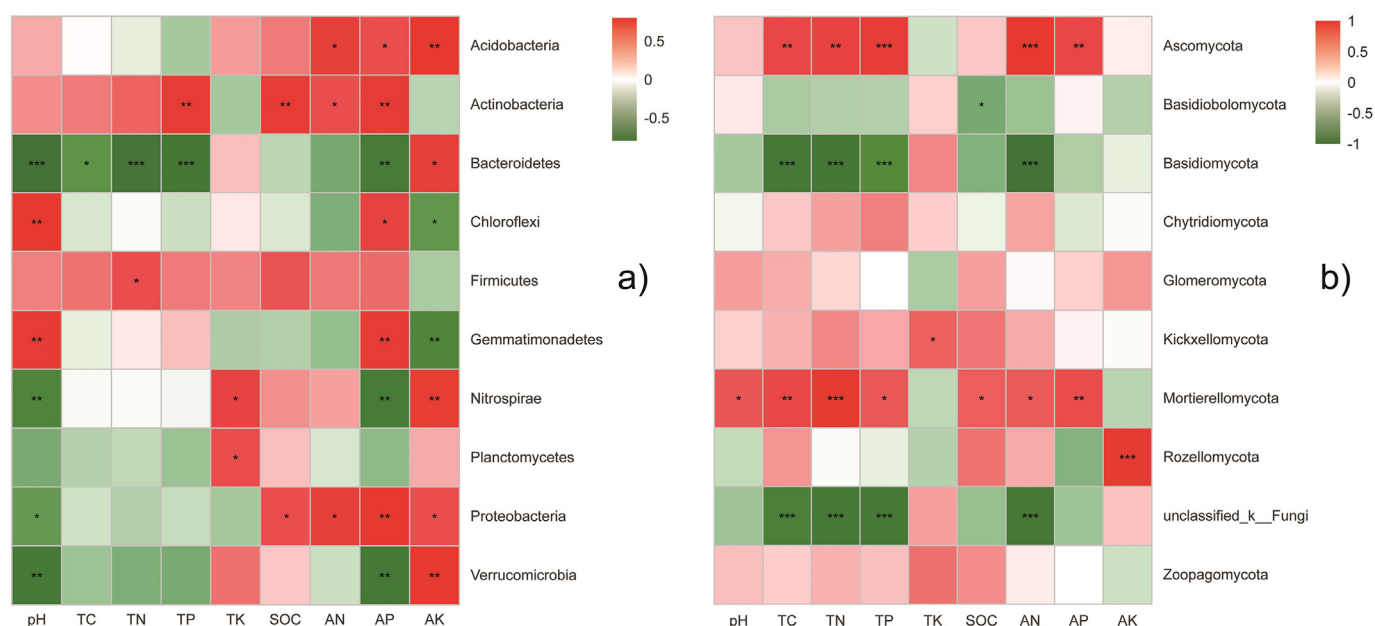 * * ** Acidobacteria
** ** * ** Actinobacteria
*** * *** *** ** * Bacteroidetes
** * * Chloroflexi
* Firmicutes
** ** ** Gemmatimonadetes
** * ** ** Nitrospirae
* Planctomycetes
* * * ** * Proteobacteria
** ** ** Verrucomicrobia
pH TC TN TP TK SOC AN AP AK
0.5
0
-0.5
a)
** ** *** *** ** Ascomycota
* Basidiobolomycota
*** *** *** *** Basidiomycota
Chytridiomycota
Glomeromycota
* Kickxellomycota
* ** *** * * * ** Mortierellomycota
*** Rozellomycota
*** *** *** *** unclassified_k__Fungi
Zoopagomycota
pH TC TN TP TK SOC AN AP AK
1
0.5
0
-0.5
-1
b)